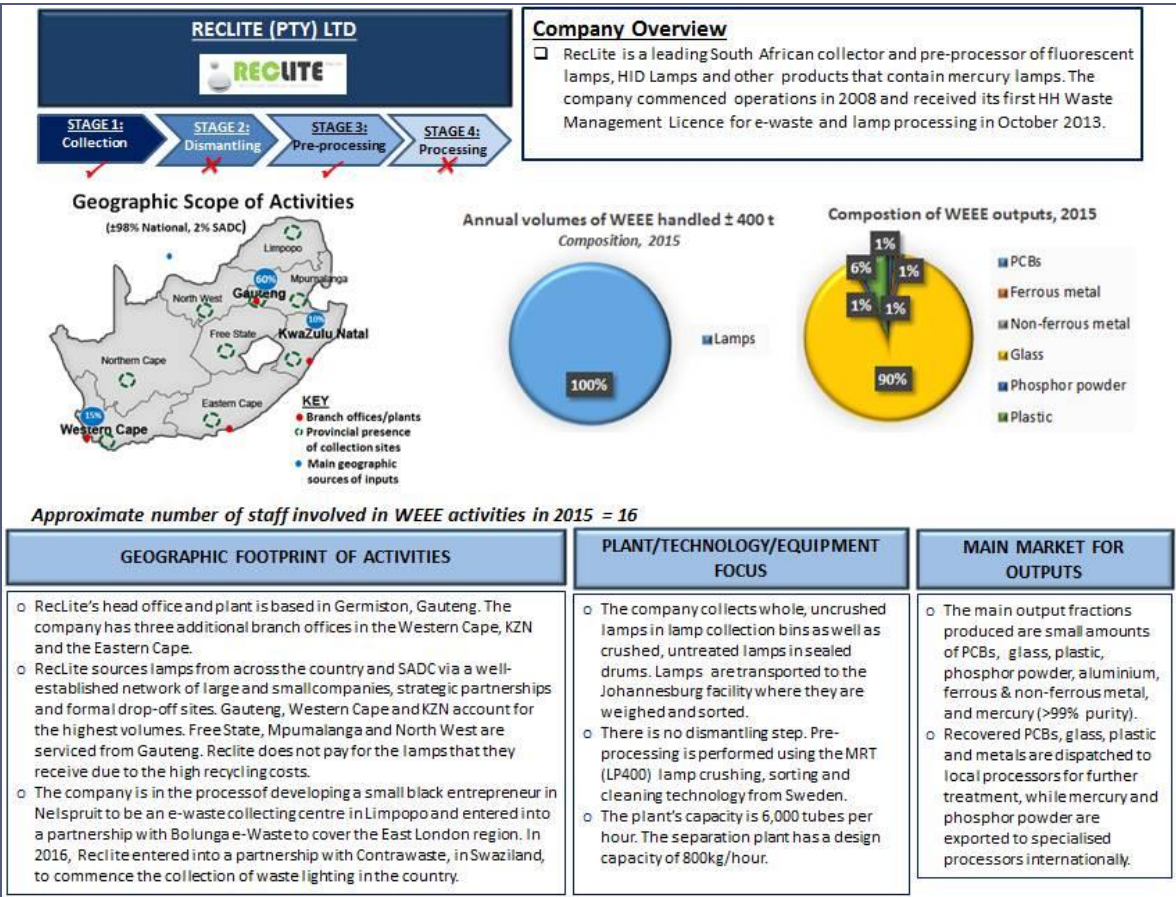 RECLITE (PTY) LTD
RECLITE
STAGE 1:
Collection
STAGE 2:
Dismantling
STAGE 3:
Pre-processing
STAGE 4:
Processing
Company Overview
RecLite is a leading South African collector and pre-processor of fluorescent
lamps, HID Lamps and other products that contain mercury lamps. The
company commenced operations in 2008 and received its first HH Waste
Management Licence for e-waste and lamp processing in October 2013.
Geographic Scope of Activities
(±98% National, 2% SADC)
Limpopo
Mpumalanga
60%
Gauteng
North West
10%
KwaZulu Natal
Free State
Northern Cape
Eastern Cape
15%
Western Cape
KEY
Branch offices/plants
Provincial presence
of collection sites
Main geographic
sources of inputs
Annual volumes of WEEE handled ± 400 t
Composition, 2015
100%
Lamps
Compostion of WEEE outputs, 2015
1%
6%
1%
1%
1%
90%
PCBs
Ferrous metal
Non-ferrous metal
Glass
Phosphor powder
Plastic
Approximate number of staff involved in WEEE activities in 2015 = 16
GEOGRAPHIC FOOTPRINT OF ACTIVITIES
o RecLite's head office and plant is based in Germiston, Gauteng. The
company has three additional branch offices in the Western Cape, KZN
and the Eastern Cape.
o RecLite sources lamps from across the country and SADC via a well-
established network of large and small companies, strategic partnerships
and formal drop-off sites. Gauteng, Western Cape and KZN account for
the highest volumes. Free State, Mpumalanga and North West are
serviced from Gauteng. Reclite does not pay for the lamps that they
receive due to the high recycling costs.
o The company is in the process of developing a small black entrepreneur in
Nelspruit to be an e-waste collecting centre in Limpopo and entered into
a partnership with Bolunga e-Waste to cover the East London region. In
2016, Reclite entered into a partnership with Contrawaste, in Swaziland,
to commence the collection of waste lighting in the country.
PLANT/TECHNOLOGY/EQUIPMENT
FOCUS
o The company collects whole, uncrushed
lamps in lamp collection bins as well as
crushed, untreated lamps in sealed
drums. Lamps are transported to the
Johannesburg facility where they are
weighed and sorted.
o There is no dismantling step. Pre-
processing is performed using the MRT
(LP400) lamp crushing, sorting and
cleaning technology from Sweden.
o The plant's capacity is 6,000 tubes per
hour. The separation plant has a design
capacity of 800kg/hour.
MAIN MARKET FOR
OUTPUTS
o The main output fractions
produced are small amounts
of PCBs, glass, plastic,
phosphor powder, aluminium,
ferrous & non-ferrous metal,
and mercury (>99% purity).
o Recovered PCBs, glass, plastic
and metals are dispatched to
local processors for further
treatment, while mercury and
phosphor powder are
exported to specialised
processors internationally.